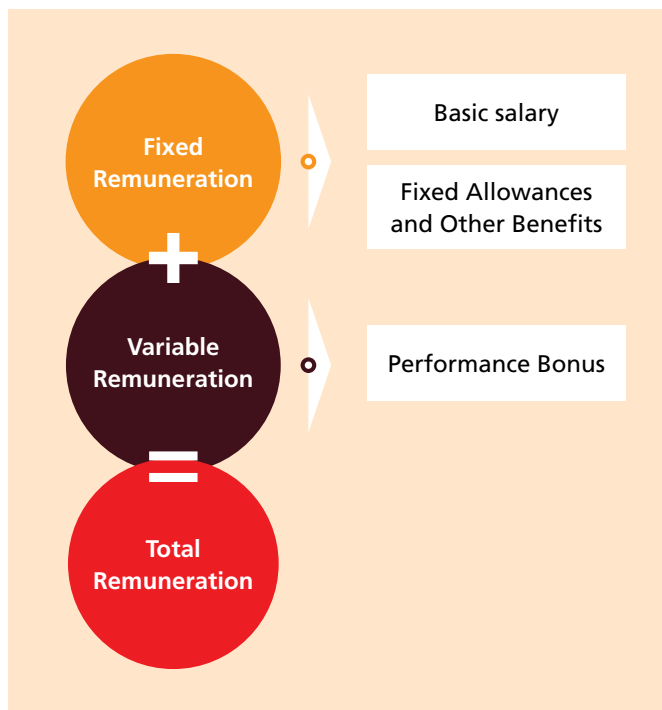 Fixed
Remuneration
Basic salary
Fixed Allowances
and Other Benefits
+
Variable
Remuneration
Performance Bonus
=
Total
Remuneration